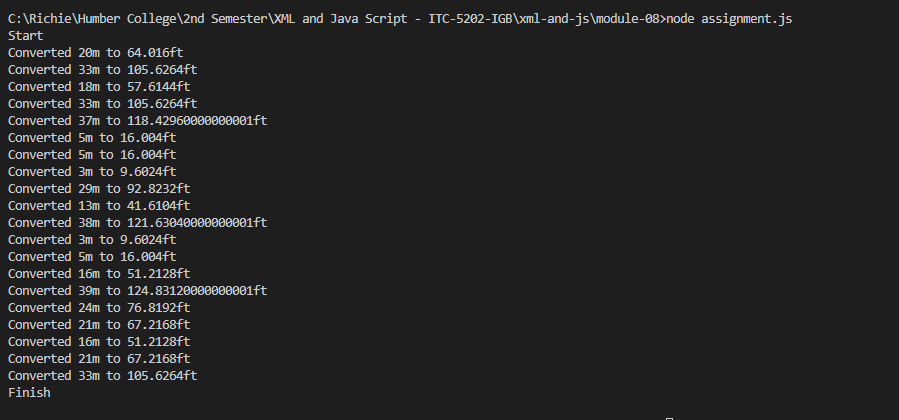 C:\Richie\Humber College\2nd Semester\XML and Java Script - ITC-5202-IGB\xml-and-js\module-08>node assignment.js
Start
Converted 20m to 64.016ft
Converted 33m to 105.6264ft
Converted 18m to 57.6144ft
Converted 33m to 105.6264ft
Converted 37m to 118.42960000000001ft
Converted 5m to 16.004ft
Converted 5m to 16.004ft
Converted 3m to 9.6024ft
Converted 29m to 92.8232ft
Converted 13m to 41.6104ft
Converted 38m to 121.63040000000001ft
Converted 3m to 9.6024ft
Converted 5m to 16.004ft
Converted 16m to 51.2128ft
Converted 39m to 124.83120000000001ft
Converted 24m to 76.8192ft
Converted 21m to 67.2168ft
Converted 16m to 51.2128ft
Converted 21m to 67.2168ft
Converted 33m to 105.6264ft
Finish